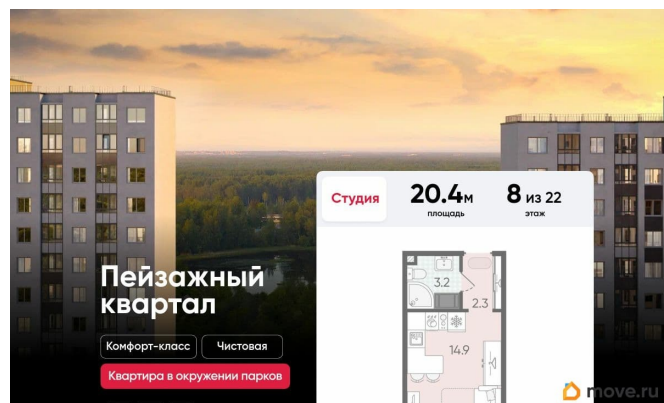 Студия
20.4м
площадь
8 из 22
этаж
Пейзажный
квартал
Комфорт-класс
Чистовая
Квартира в окружении парков
3.2
2.3
14.9
move.ru